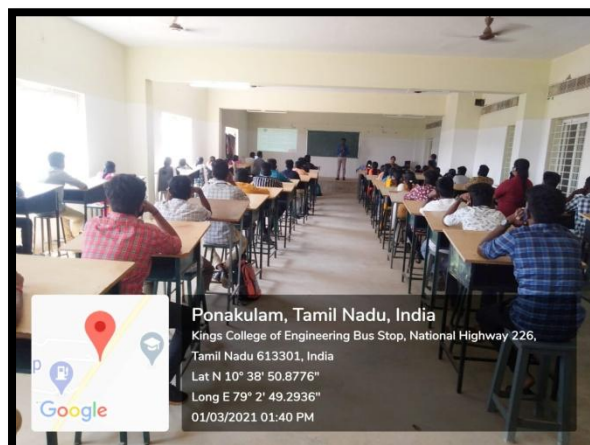 Ponakulam, Tamil Nadu, India
Kings College of Engineering Bus Stop, National Highway 226,
Tamil Nadu 613301, India
Lat N 10° 38' 50.8776"
Long E 79° 2' 49.2936"
01/03/2021 01:40 PM
Google